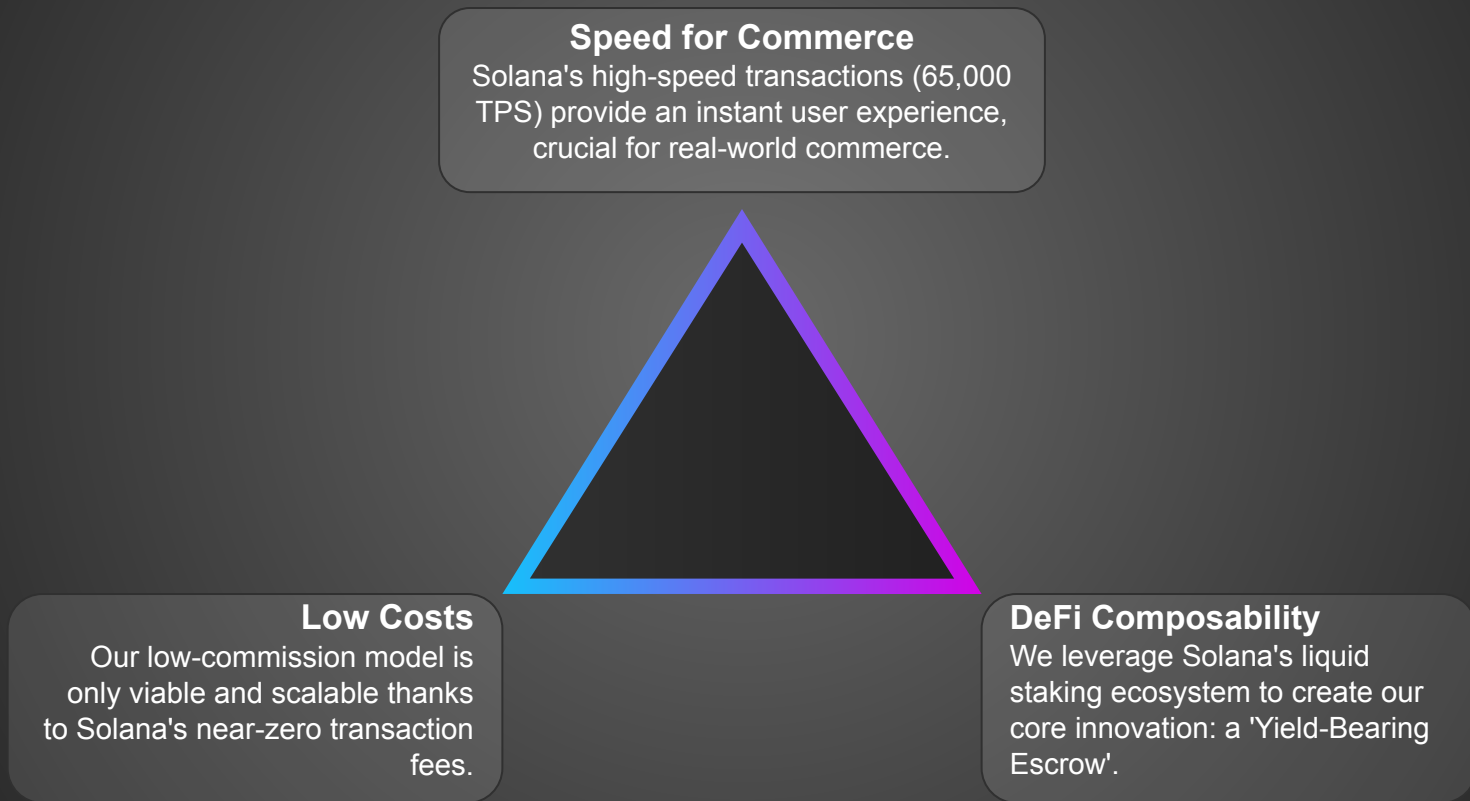 Speed for Commerce
Solana's high-speed transactions (65,000
TPS) provide an instant user experience,
crucial for real-world commerce.
Low Costs
Our low-commission model is
only viable and scalable thanks
to Solana's near-zero transaction
fees.
DeFi Composability
We leverage Solana's liquid
staking ecosystem to create our
core innovation: a 'Yield-Bearing
Escrow'.